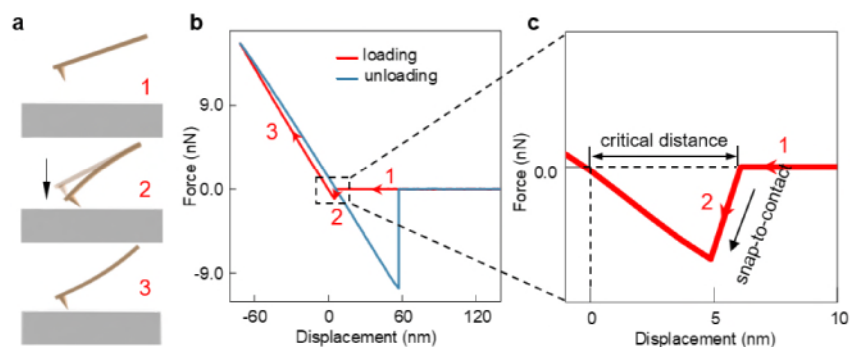 a
1
2
3
b
Force (nN)
9.0
0.0
-9.0
loading
unloading
3
1
2
-60
0
60
120
Displacement (nm)
c
Force (nN)
0.0
critical distance
1
2
snap-to-contact
0
5
10
Displacement (nm)